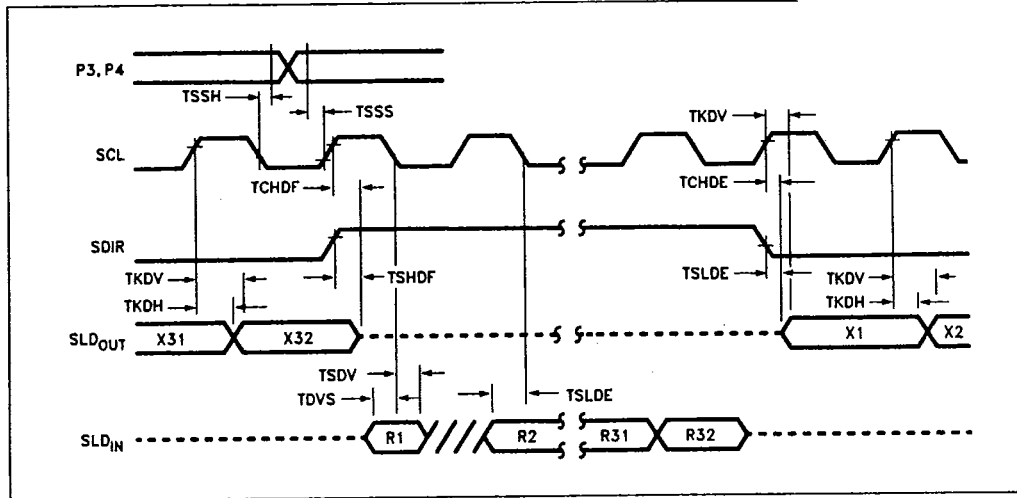 P3, P4
TSSH
TSSS
TKDV
SCL
TCHDF
TCHDE
SDIR
TKDV
TSHDF
TSLDE
TKDV
TKDH
TKDH
SLDOUT
X31
X32
X1
X2
TSDV
TDVS
TSLDE
SLDIN
R1
R2
R31
R32